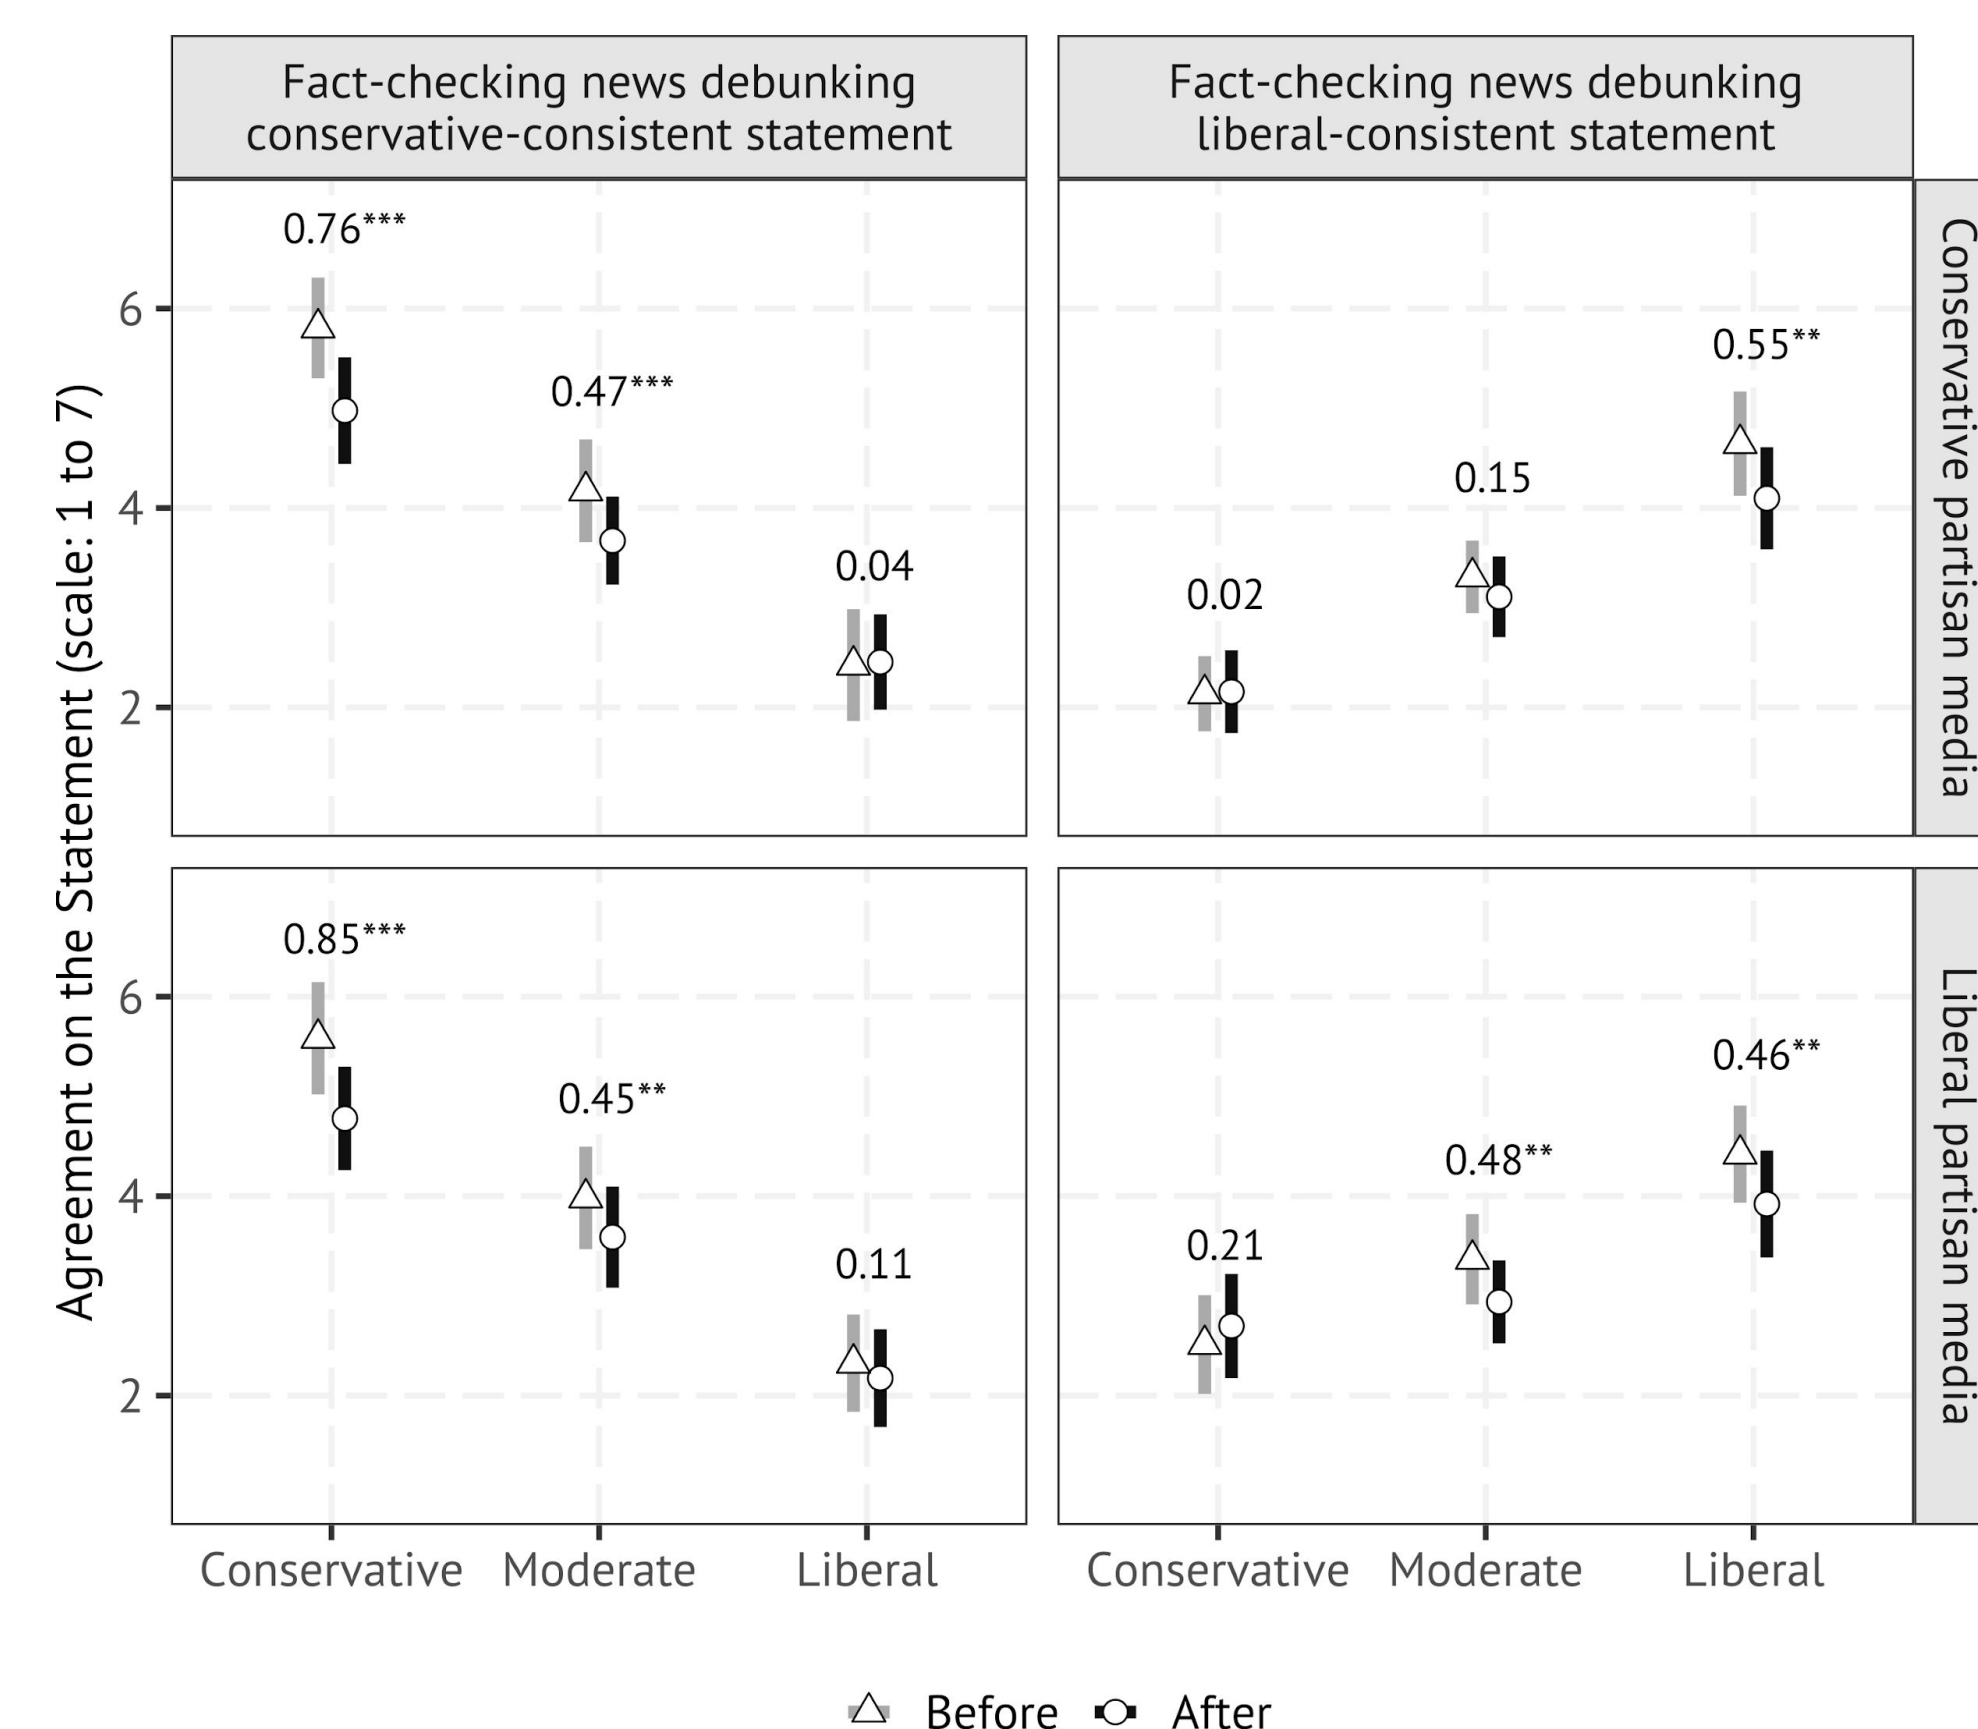 Fact-checking news debunking
conservative-consistent statement
Fact-checking news debunking
liberal-consistent statement
Agreement on the Statement (scale: 1 to 7)
6
4
2
0.76***
0.47***
0.04
0.02
0.15
0.55**
Conservative partisan media
6
4
2
0.85***
0.45**
0.11
0.21
0.48**
0.46**
Liberal partisan media
Conservative Moderate Liberal
Conservative Moderate Liberal
Before After